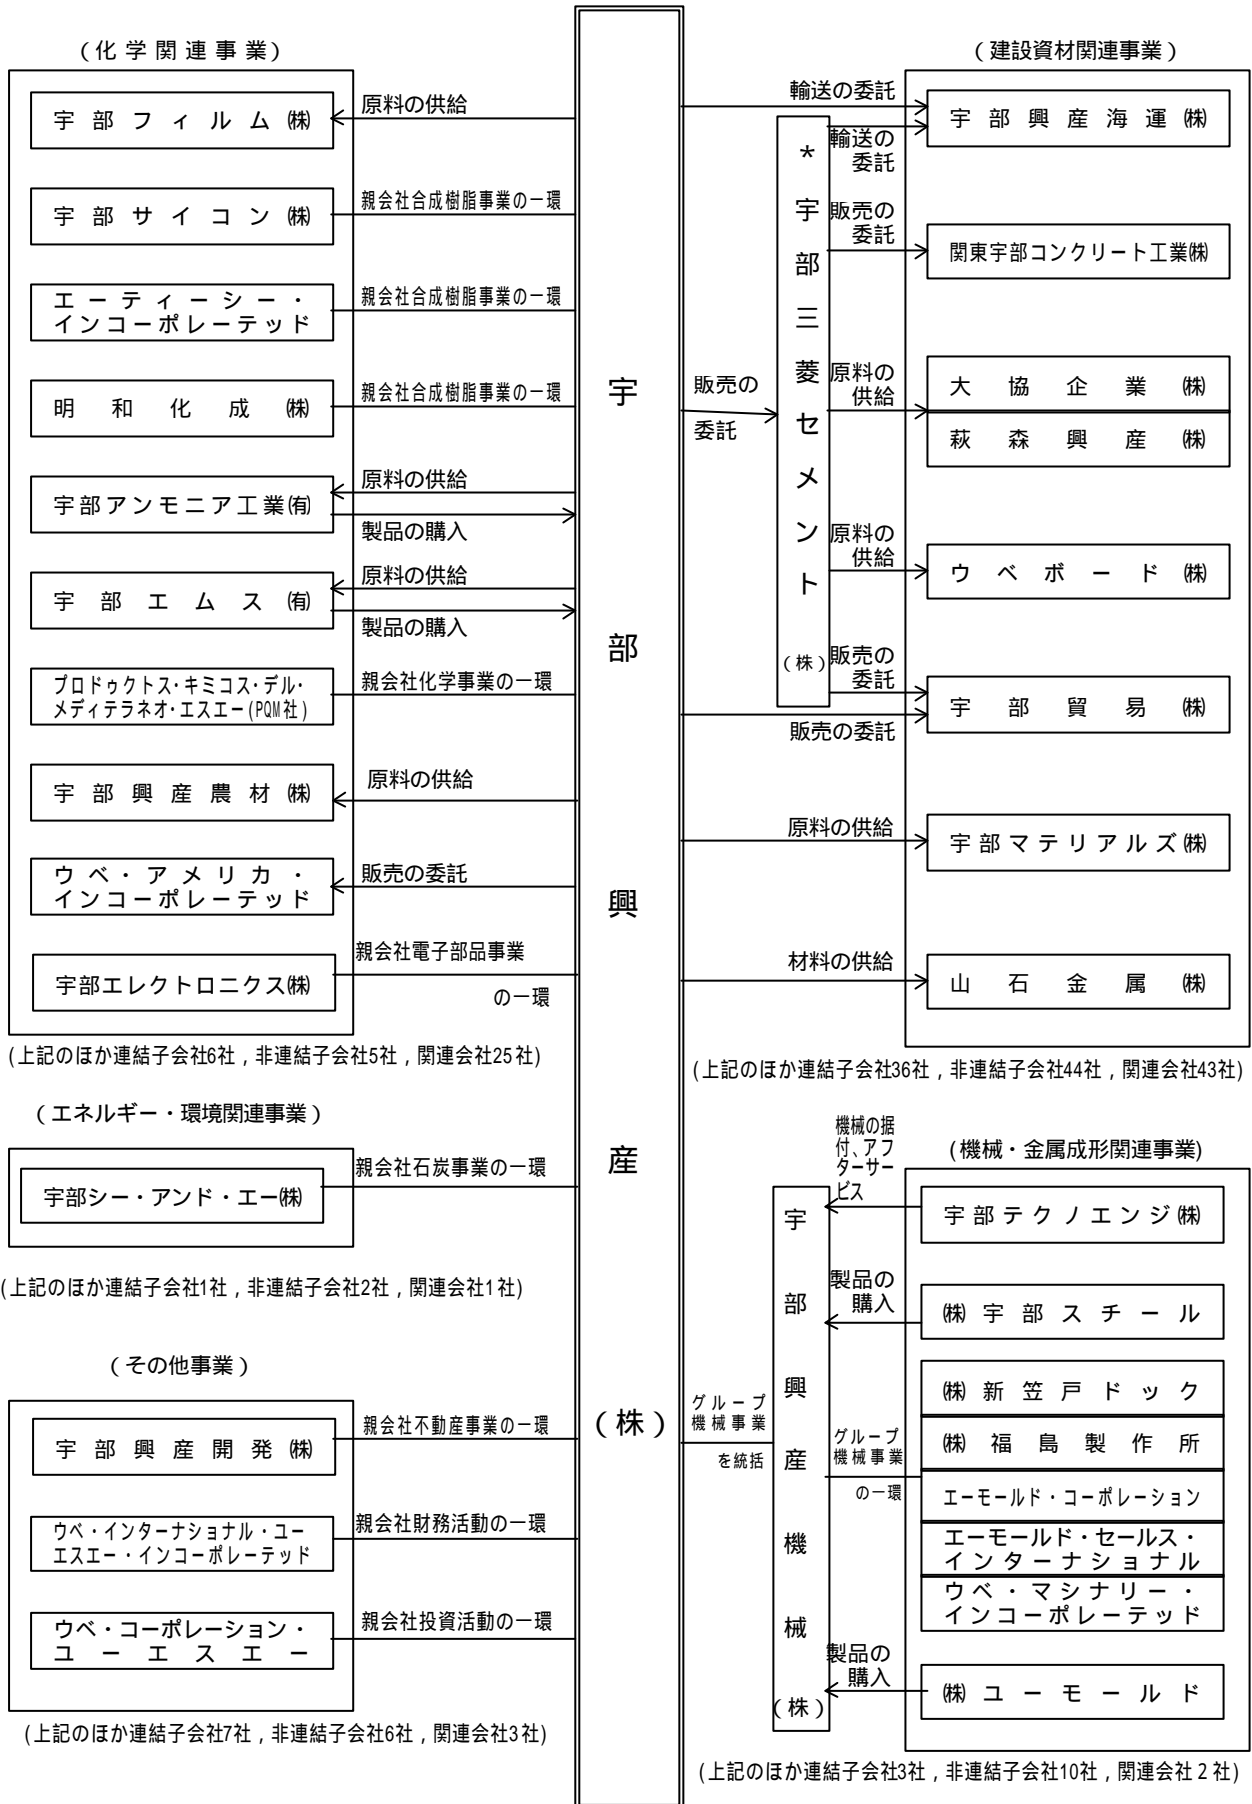 (化学関連事業)
宇部フィルム㈱
原料の供給
宇部サイコン㈱
親会社合成樹脂事業の一環
エーティーシー・
インコーポレーテッド
親会社合成樹脂事業の一環
明和化成㈱
親会社合成樹脂事業の一環
宇部アンモニア工業㈲
原料の供給
製品の購入
宇部エムス㈲
原料の供給
製品の購入
プロドゥクトス・キミコス・デル・
メディテラネオ・エスエー(PQM社)
親会社化学事業の一環
宇部興産農材㈱
原料の供給
ウベ・アメリカ・
インコーポレーテッド
販売の委託
宇部エレクトロニクス㈱
親会社電子部品事業
の一環
(上記のほか連結子会社6社,非連結子会社5社,関連会社25社)
(エネルギー・環境関連事業)
宇部シー・アンド・エー㈱
親会社石炭事業の一環
(上記のほか連結子会社1社,非連結子会社2社,関連会社1社)
(その他事業)
宇部興産開発㈱
親会社不動産事業の一環
ウベ・インターナショナル・ユー
エスエー・インコーポレーテッド
親会社財務活動の一環
ウベ・コーポレーション・
ユーエスエー
親会社投資活動の一環
(上記のほか連結子会社7社,非連結子会社6社,関連会社3社)
宇部興産(株)
(建設資材関連事業)
輸送の委託
宇部興産海運㈱
輸送の
委託
販売の
委託
*宇部三菱セメント(株)
販売の
委託
関東宇部コンクリート工業㈱
原料の
供給
大協企業㈱
萩森興産㈱
原料の
供給
ウベボード㈱
販売の
委託
宇部貿易㈱
販売の委託
原料の供給
宇部マテリアルズ㈱
材料の供給
山石金属㈱
(上記のほか連結子会社36社,非連結子会社44社,関連会社43社)
(機械・金属成形関連事業)
機械の据
付、アフ
ターサー
ビス
宇部テクノエンジ㈱
宇部興産機械(株)
製品の
購入
㈱宇部スチール
グループ
機械事業
を統括
グループ
機械事業
の一環
㈱新笠戸ドック
㈱福島製作所
エーモールド・コーポレーション
エーモールド・セールス・
インターナショナル
ウベ・マシナリー・
インコーポレーテッド
製品の
購入
㈱ユーモールド
(上記のほか連結子会社3社,非連結子会社10社,関連会社2社)